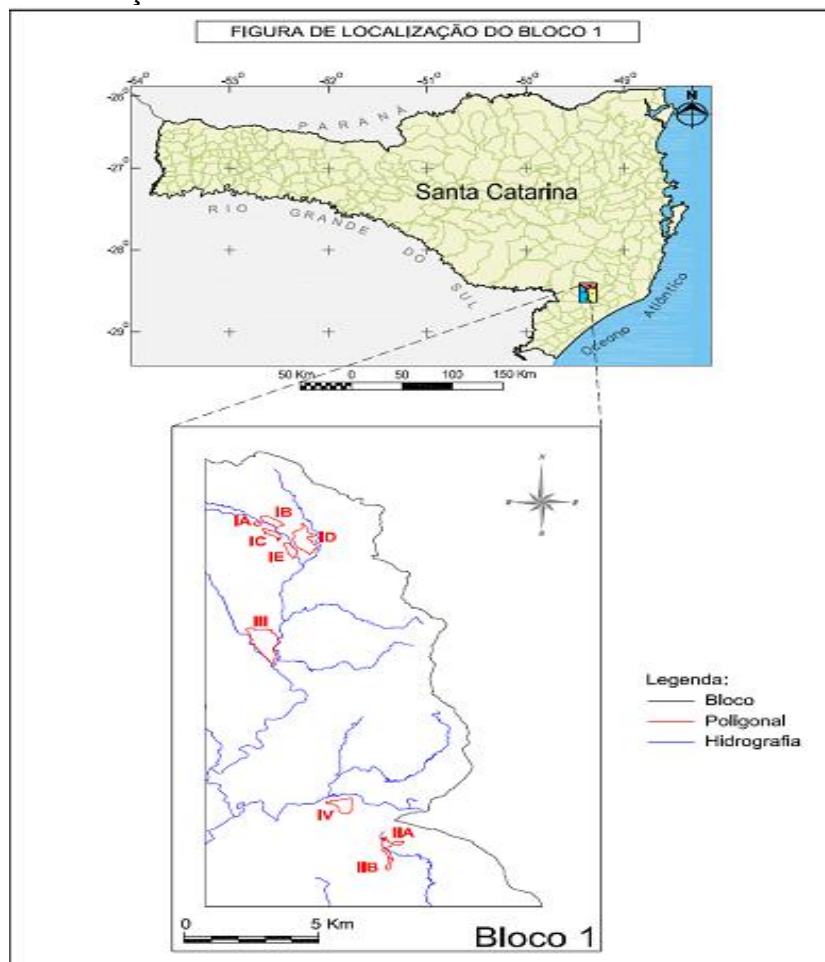 FIGURA DE LOCALIZAÇÃO DO BLOCO 1
-54° -53° -52° -51° -50° -49°
-26°
N
PARANÁ
-27°
Santa Catarina
RIO GRANDE DO SUL
-28°
-29°
Oceano Atlântico
50 Km 0 50 100 150 Km
IA
IB
IC
ID
IE
III
IV
IIA
IIB
Legenda:
Bloco
Poligonal
Hidrografia
0 5 Km
Bloco 1